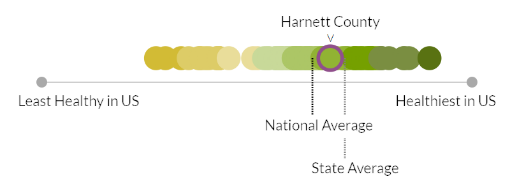 Harnett County
Least Healthy in US
Healthiest in US
National Average
State Average